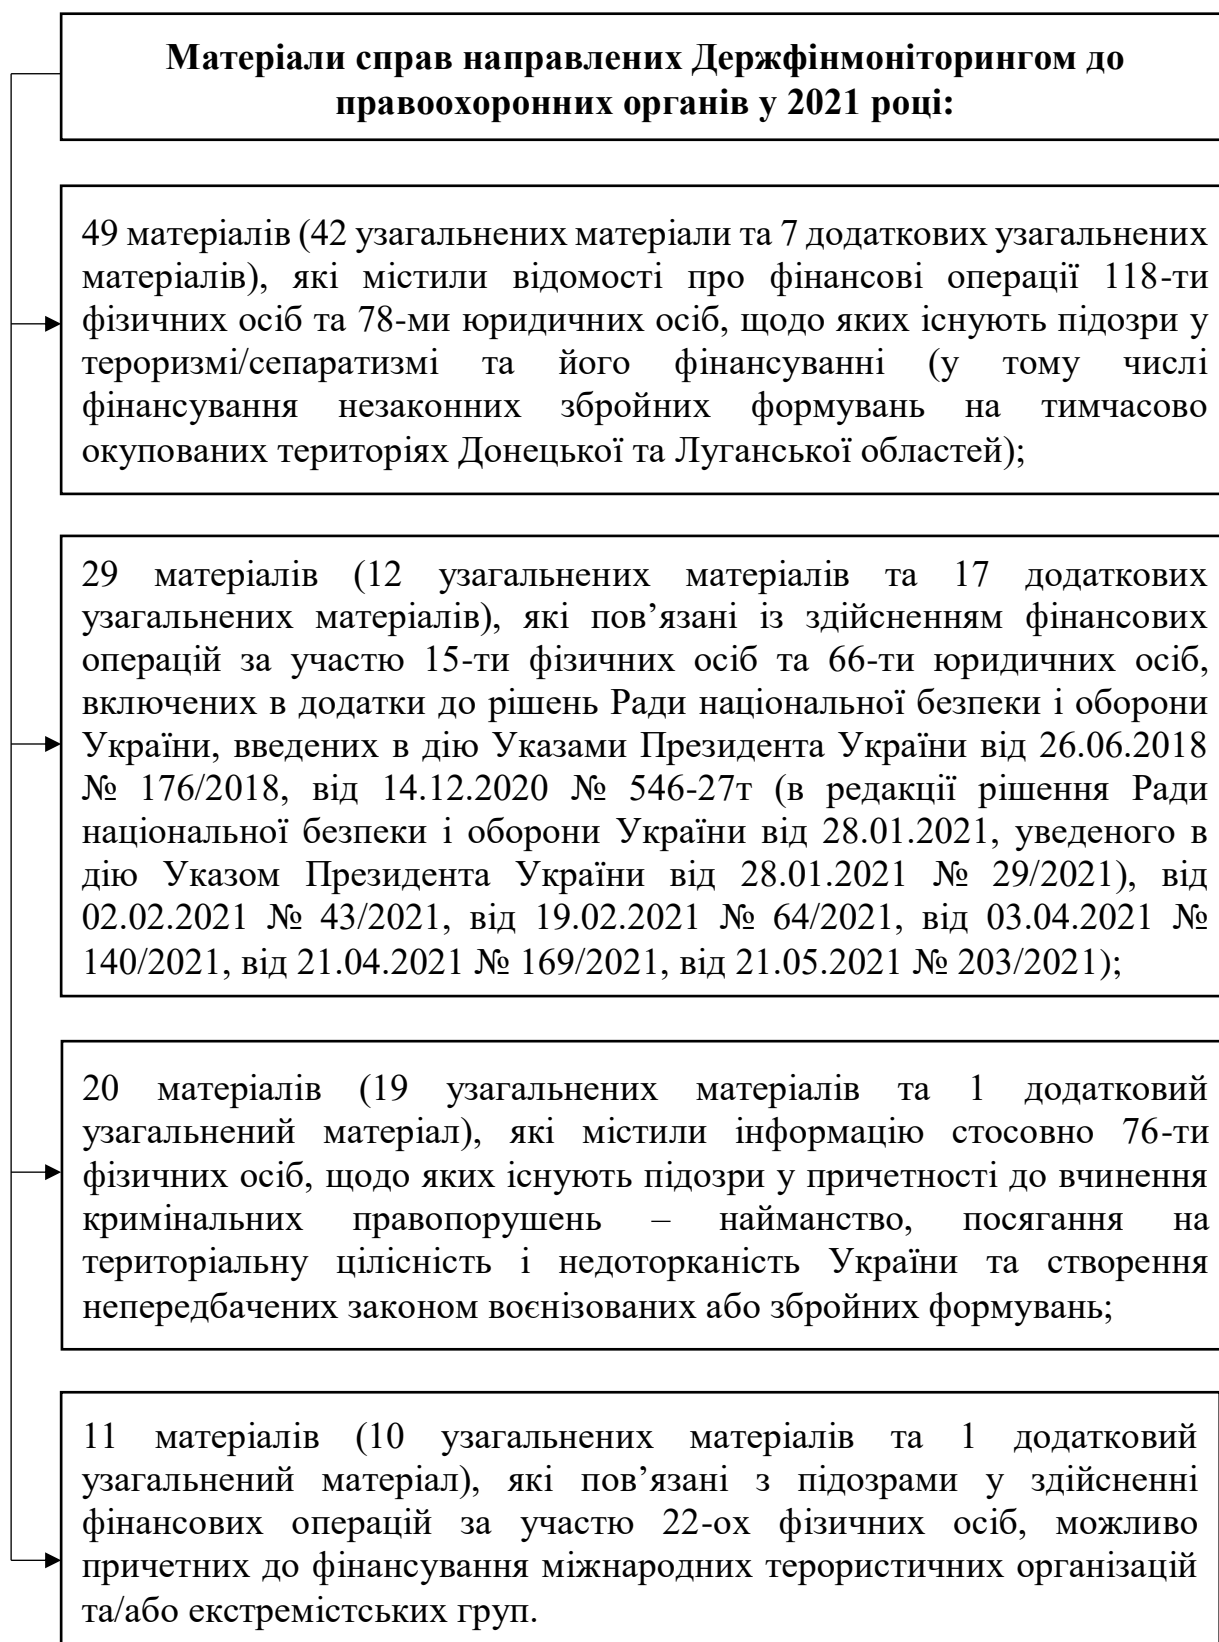 Матеріали справ направлених Держфінмоніторингом до
правоохоронних органів у 2021 році:
49 матеріалів (42 узагальнених матеріали та 7 додаткових узагальнених
матеріалів), які містили відомості про фінансові операції 118-ти
фізичних осіб та 78-ми юридичних осіб, щодо яких існують підозри у
тероризмі/сепаратизмі та його фінансуванні (у тому числі
фінансування незаконних збройних формувань на тимчасово
окупованих територіях Донецької та Луганської областей);
29 матеріалів (12 узагальнених матеріалів та 17 додаткових
узагальнених матеріалів), які пов’язані із здійсненням фінансових
операцій за участю 15-ти фізичних осіб та 66-ти юридичних осіб,
включених в додатки до рішень Ради національної безпеки і оборони
України, введених в дію Указами Президента України від 26.06.2018
№ 176/2018, від 14.12.2020 № 546-27т (в редакції рішення Ради
національної безпеки і оборони України від 28.01.2021, уведеного в
дію Указом Президента України від 28.01.2021 № 29/2021), від
02.02.2021 № 43/2021, від 19.02.2021 № 64/2021, від 03.04.2021 №
140/2021, від 21.04.2021 № 169/2021, від 21.05.2021 № 203/2021);
20 матеріалів (19 узагальнених матеріалів та 1 додатковий
узагальнений матеріал), які містили інформацію стосовно 76-ти
фізичних осіб, щодо яких існують підозри у причетності до вчинення
кримінальних правопорушень – найманство, посягання на
територіальну цілісність і недоторканість України та створення
непередбачених законом воєнізованих або збройних формувань;
11 матеріалів (10 узагальнених матеріалів та 1 додатковий
узагальнений матеріал), які пов’язані з підозрами у здійсненні
фінансових операцій за участю 22-ох фізичних осіб, можливо
причетних до фінансування міжнародних терористичних організацій
та/або екстремістських груп.